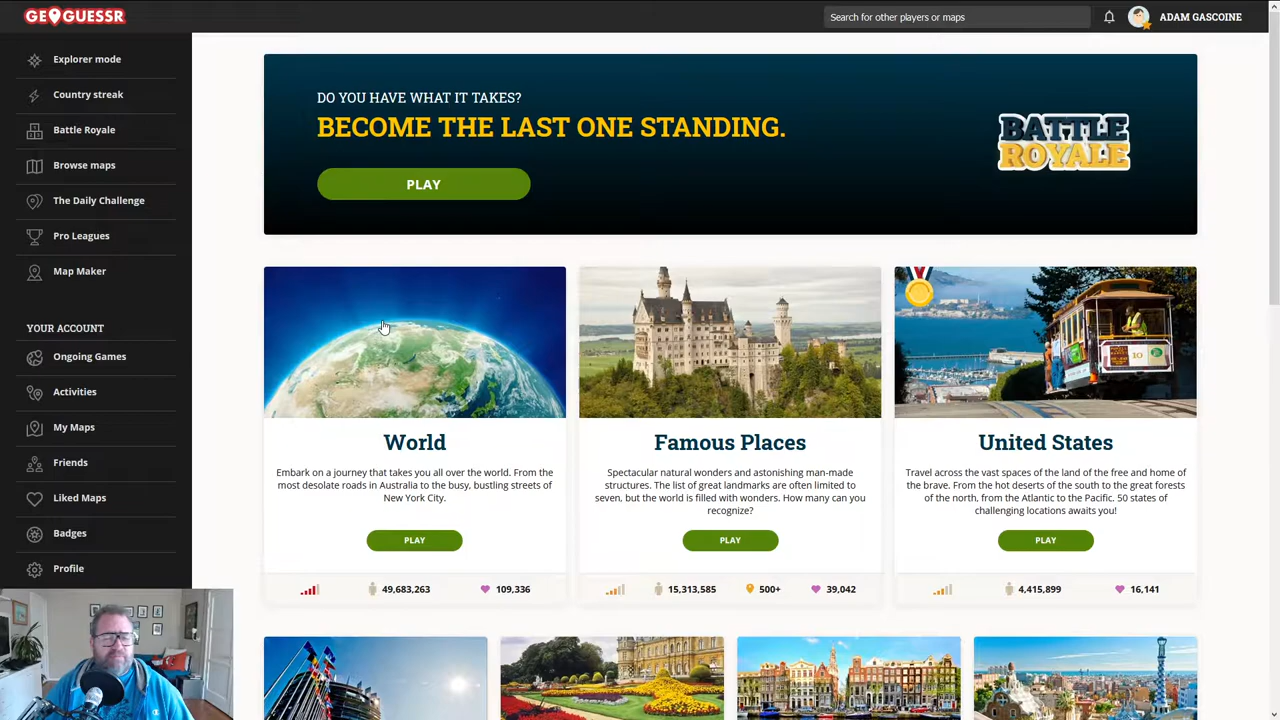 GEOGUESSR
Search for other players or maps
ADAM GASCOINE
Explorer mode
Country streak
Battle Royale
Browse maps
The Daily Challenge
Pro Leagues
Map Maker
YOUR ACCOUNT
Ongoing Games
Activities
My Maps
Friends
Liked Maps
Badges
Profile
DO YOU HAVE WHAT IT TAKES?
BECOME THE LAST ONE STANDING.
PLAY
BATTLE
ROYALE
World
Embark on a journey that takes you all over the world. From the
most desolate roads in Australia to the busy, bustling streets of
New York City.
PLAY
49,683,263
109,336
Famous Places
Spectacular natural wonders and astonishing man-made
structures. The list of great landmarks are often limited to
seven, but the world is filled with wonders. How many can you
recognize?
PLAY
15,313,585
500+
39,042
10
United States
Travel across the vast spaces of the land of the free and home of
the brave. From the hot deserts of the south to the great forests
of the north, from the Atlantic to the Pacific. 50 states of
challenging locations awaits you!
PLAY
4,415,899
16,141